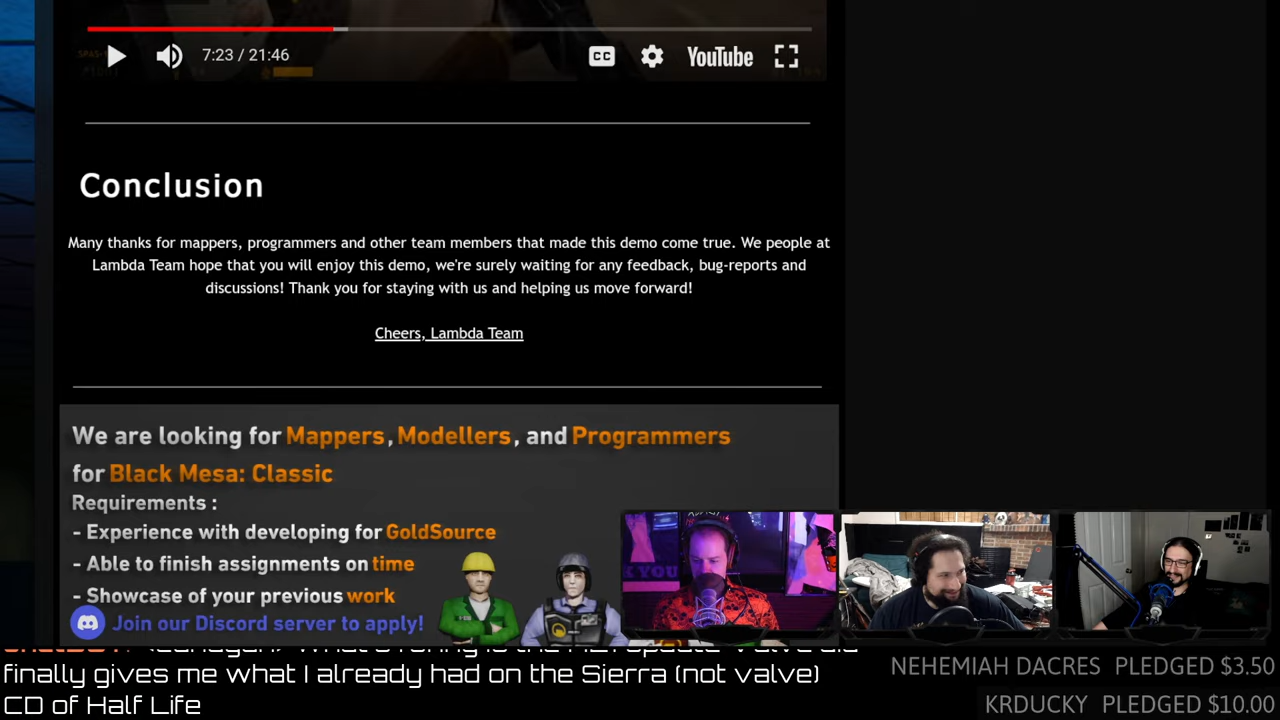 7:23 / 21:46
CC
YouTube
Conclusion
Many thanks for mappers, programmers and other team members that made this demo come true. We people at
Lambda Team hope that you will enjoy this demo, we're surely waiting for any feedback, bug-reports and
discussions! Thank you for staying with us and helping us move forward!
Cheers, Lambda Team
We are looking for Mappers, Modellers, and Programmers
for Black Mesa: Classic
Requirements :
- Experience with developing for GoldSource
- Able to finish assignments on time
- Showcase of your previous work
Join our Discord server to apply!
K YOU
finally gives me what I already had on the Sierra (not valve)
CD of Half Life
NEHEMIAH DACRES PLEDGED $3.50
KRDUCKY PLEDGED $10.00